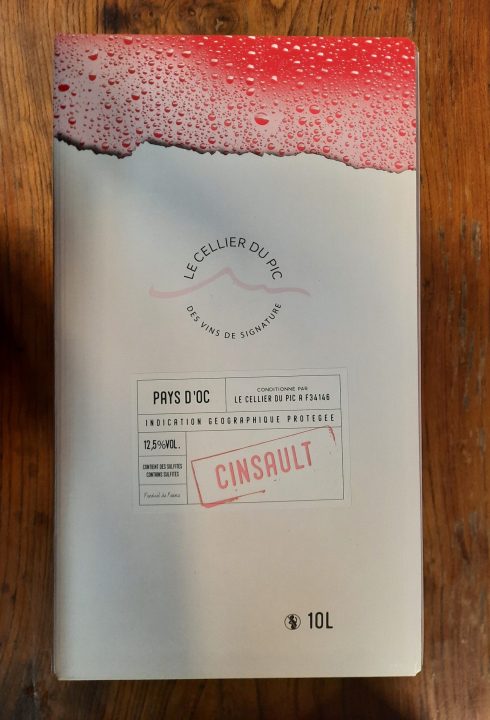 LE CELLIER DU PIC
DES VINS DE SIGNATURE
PAYS D'OC
CONDITIONNÉ PAR
LE CELLIER DU PIC A F34146
INDICATION GEOGRAPHIQUE PROTEGEE
12,5%VOL.
CONTIENT DES SULFITES
CONTAINS SULFITES
Produit de France
CINSAULT
10L